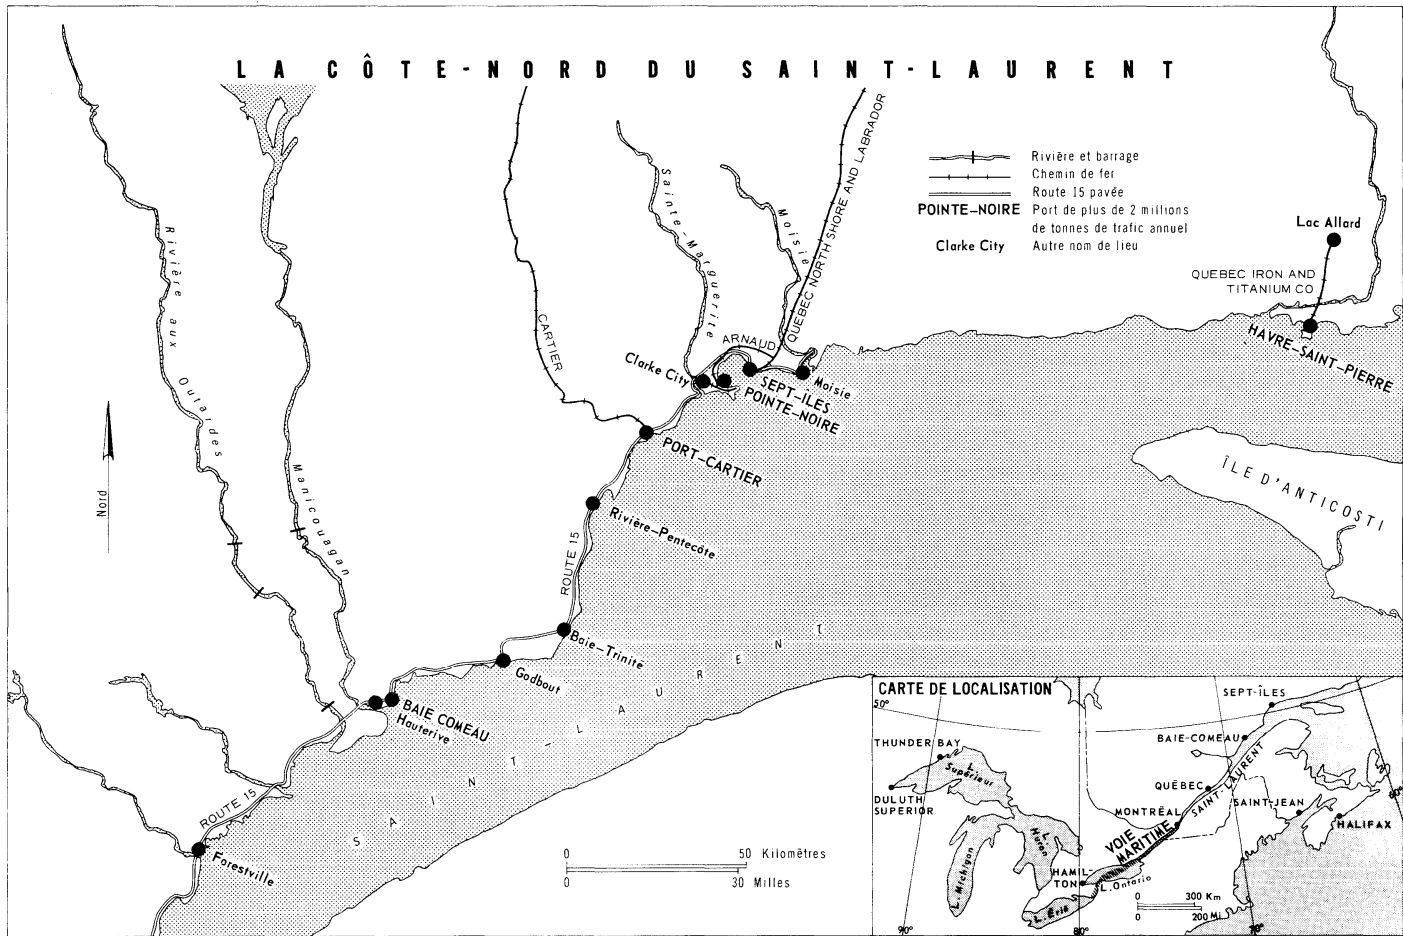 LA CÔTE-NORD DU SAINT-LAURENT
Rivière et barrage
Chemin de fer
Route 15 pavée
POINTE-NOIRE Port de plus de 2 millions
de tonnes de trafic annuel
Clarke City Autre nom de lieu
Rivière aux Outardes
Manicouagan
Sainte-Marguerite
Moisie
QUEBEC NORTH SHORE AND LABRADOR
CARTIER
ARNAUD
Lac Allard
QUEBEC IRON AND
TITANIUM CO
HAVRE-SAINT-PIERRE
Clarke City
SEPT-ÎLES
POINTE-NOIRE
Moisie
PORT-CARTIER
ÎLE D'ANTICOSTI
Nord
Rivière-Pentecôte
ROUTE 15
Baie-Trinité
Godbout
BAIE COMEAU
Hauterive
ROUTE 15
Forestville
SAINT-LAURENT
0 50 Kilomètres
0 30 Milles
CARTE DE LOCALISATION
50°
SEPT-ÎLES
BAIE-COMEAU
THUNDER BAY
L. Supérieur
DULUTH
SUPERIOR
QUÉBEC
SAINT-LAURENT
MONTRÉAL
SAINT-JEAN
HALIFAX
60°
VOIE
MARITIME
L. Huron
L. Michigan
HAMIL-
TON
L. Ontario
L. Érié
0 300 Km
0 200 Mi.
90°
80°
70°